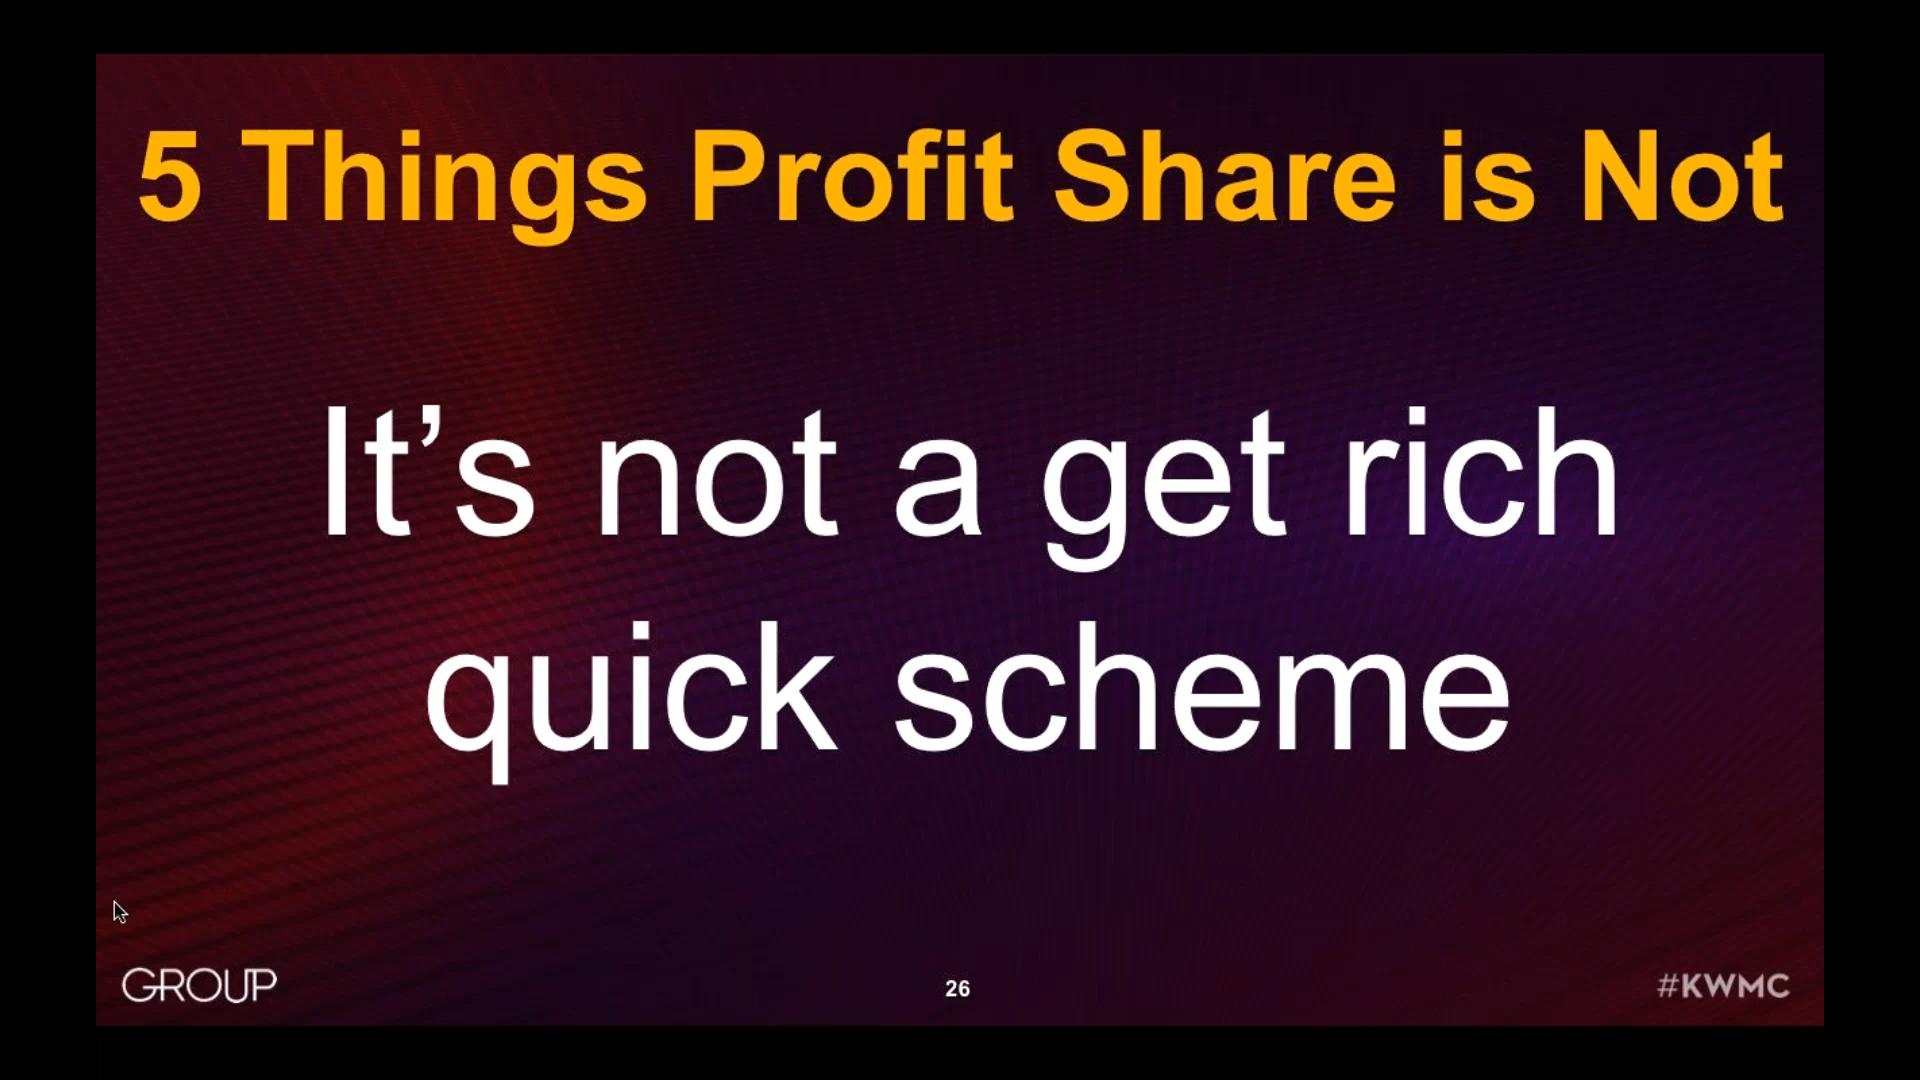 5 Things Profit Share is Not
It’s not a get rich
quick scheme
GROUP
26
#KWMC